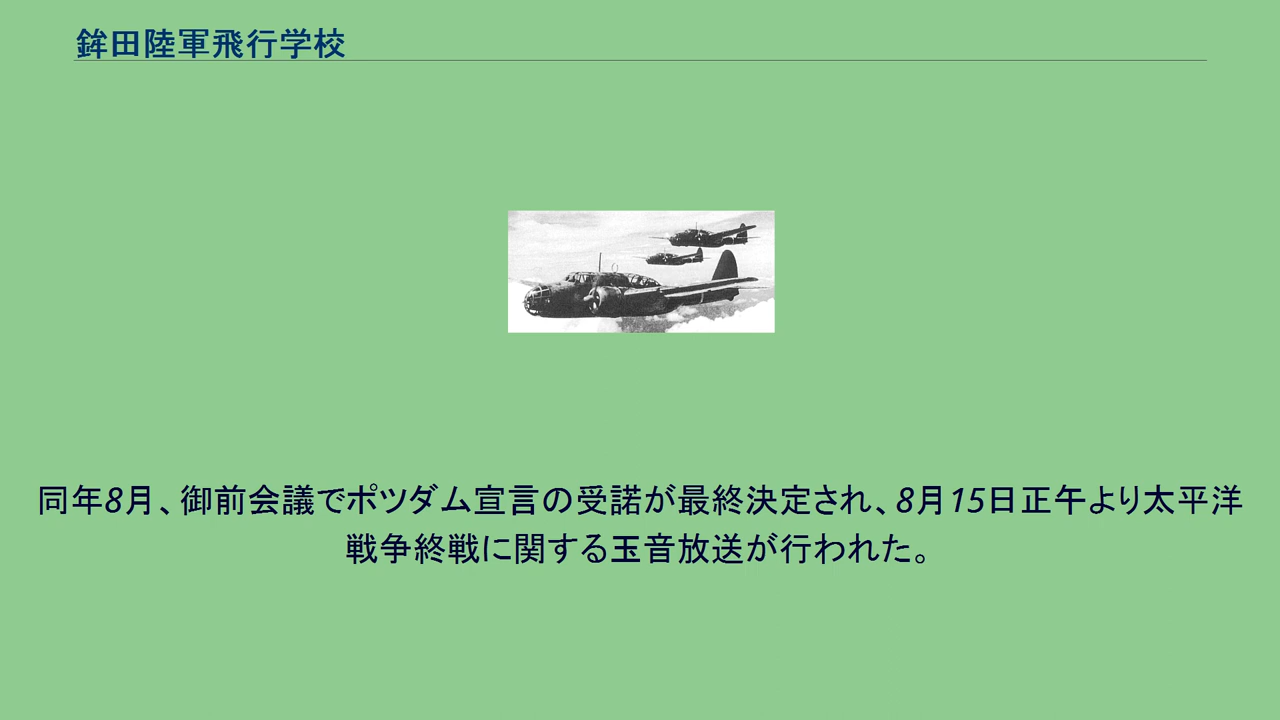 鉾田陸軍飛行学校
同年8月、御前会議でポツダム宣言の受諾が最終決定され、8月15日正午より太平洋
戦争終戦に関する玉音放送が行われた。